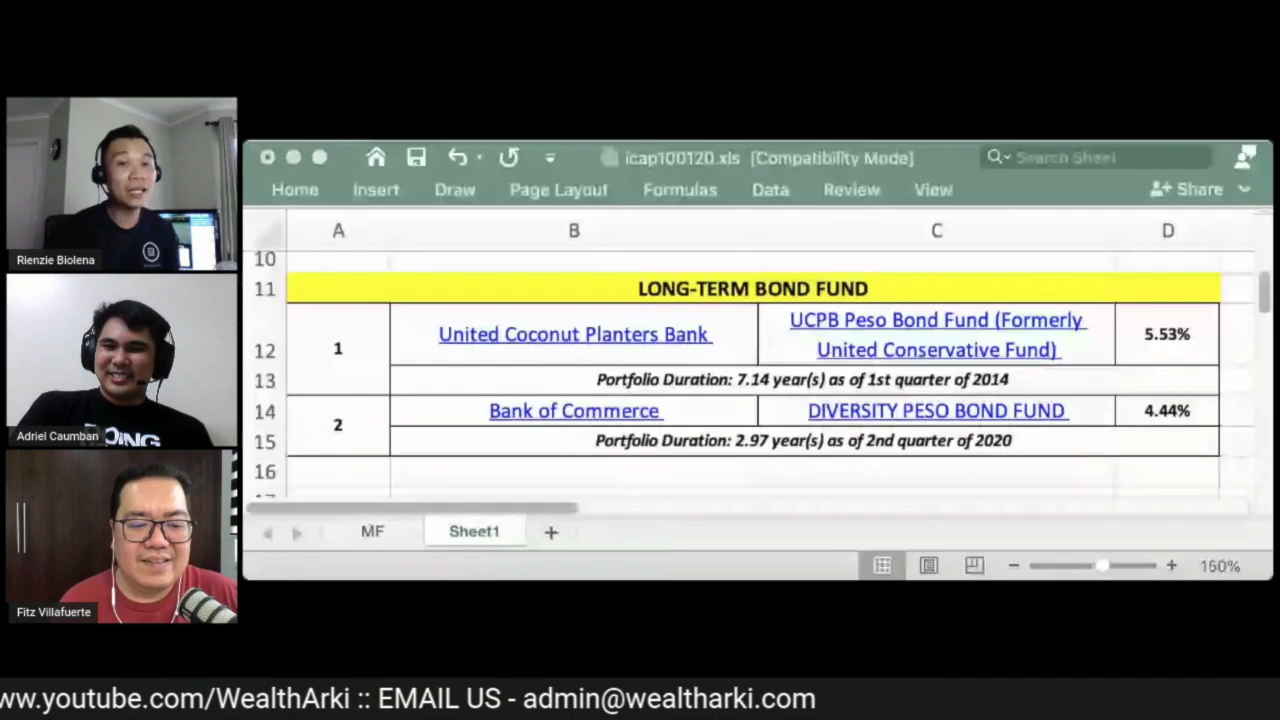 Rienzie Biolena
Adriel Caumban
DOING
Fitz Villafuerte
icap100120.xls [Compatibility Mode]
Search Sheet
Home Insert Draw Page Layout Formulas Data Review View Share
A B C D
10
11 LONG-TERM BOND FUND
12 1 United Coconut Planters Bank UCPB Peso Bond Fund (Formerly United Conservative Fund) 5.53%
13 Portfolio Duration: 7.14 year(s) as of 1st quarter of 2014
14 2 Bank of Commerce DIVERSITY PESO BOND FUND 4.44%
15 Portfolio Duration: 2.97 year(s) as of 2nd quarter of 2020
16
MF Sheet1 +
150%
ww.youtube.com/WealthArki :: EMAIL US - admin@wealtharki.com